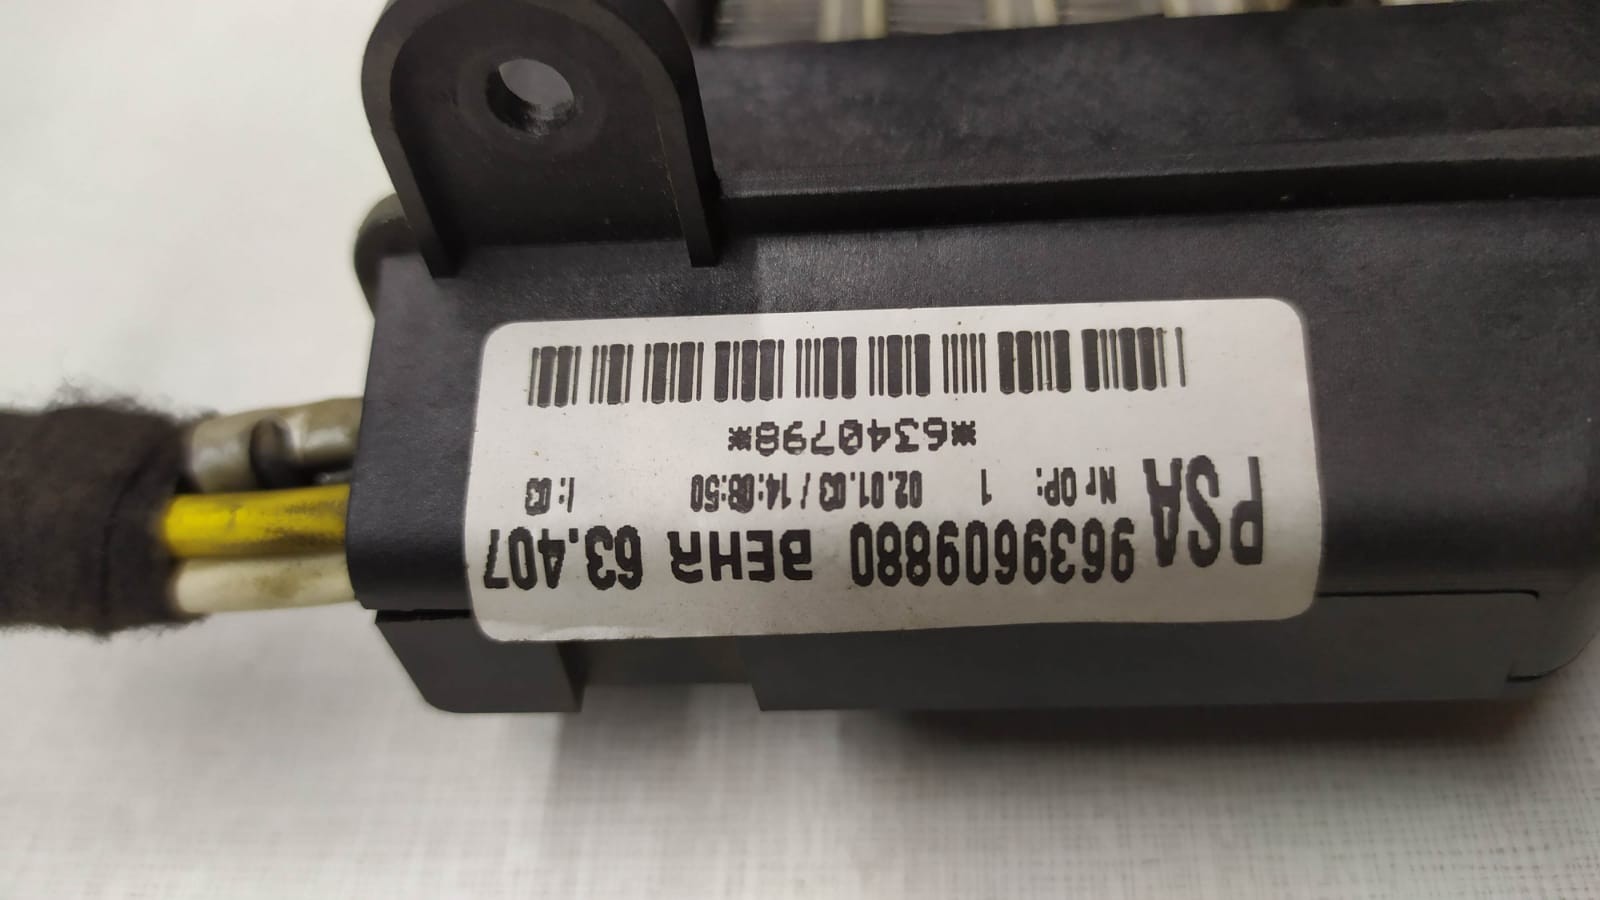 PSA 9639609880 BEHR 63.407
Nr OP: 1 02.01.03 / 14:08:50 I: 03
*6340798*